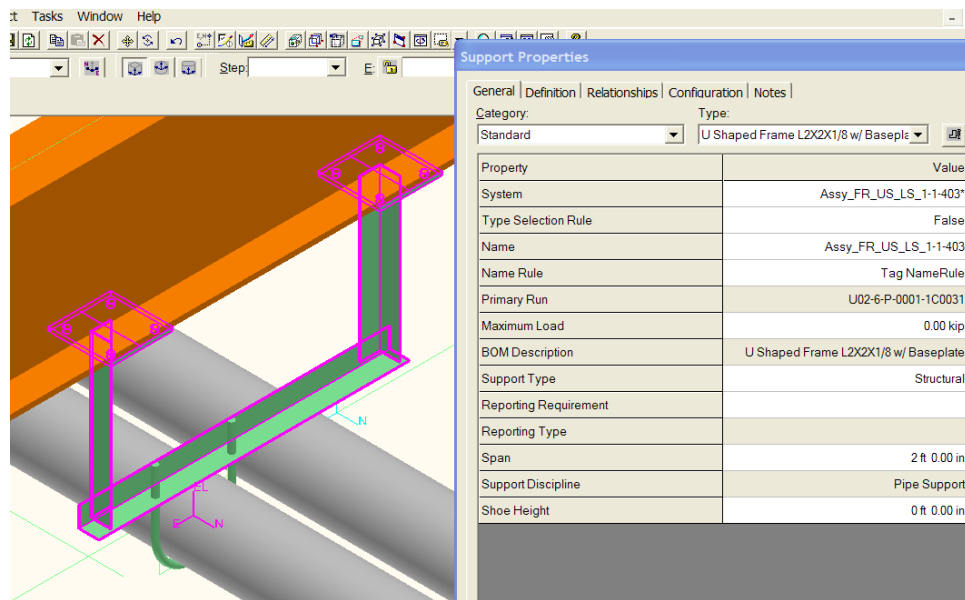 ct Tasks Window Help
Step:
E:
Support Properties
General Definition Relationships Configuration Notes
Category: Type:
Standard U Shaped Frame L2X2X1/8 w/ Basepla
Property Value
System Assy_FR_US_LS_1-1-403*
Type Selection Rule False
Name Assy_FR_US_LS_1-1-403
Name Rule Tag NameRule
Primary Run U02-6-P-0001-1C0031
Maximum Load 0.00 kip
BOM Description U Shaped Frame L2X2X1/8 w/ Baseplate
Support Type Structural
Reporting Requirement
Reporting Type
Span 2 ft 0.00 in
Support Discipline Pipe Support
Shoe Height 0 ft 0.00 in
N
EL
E N